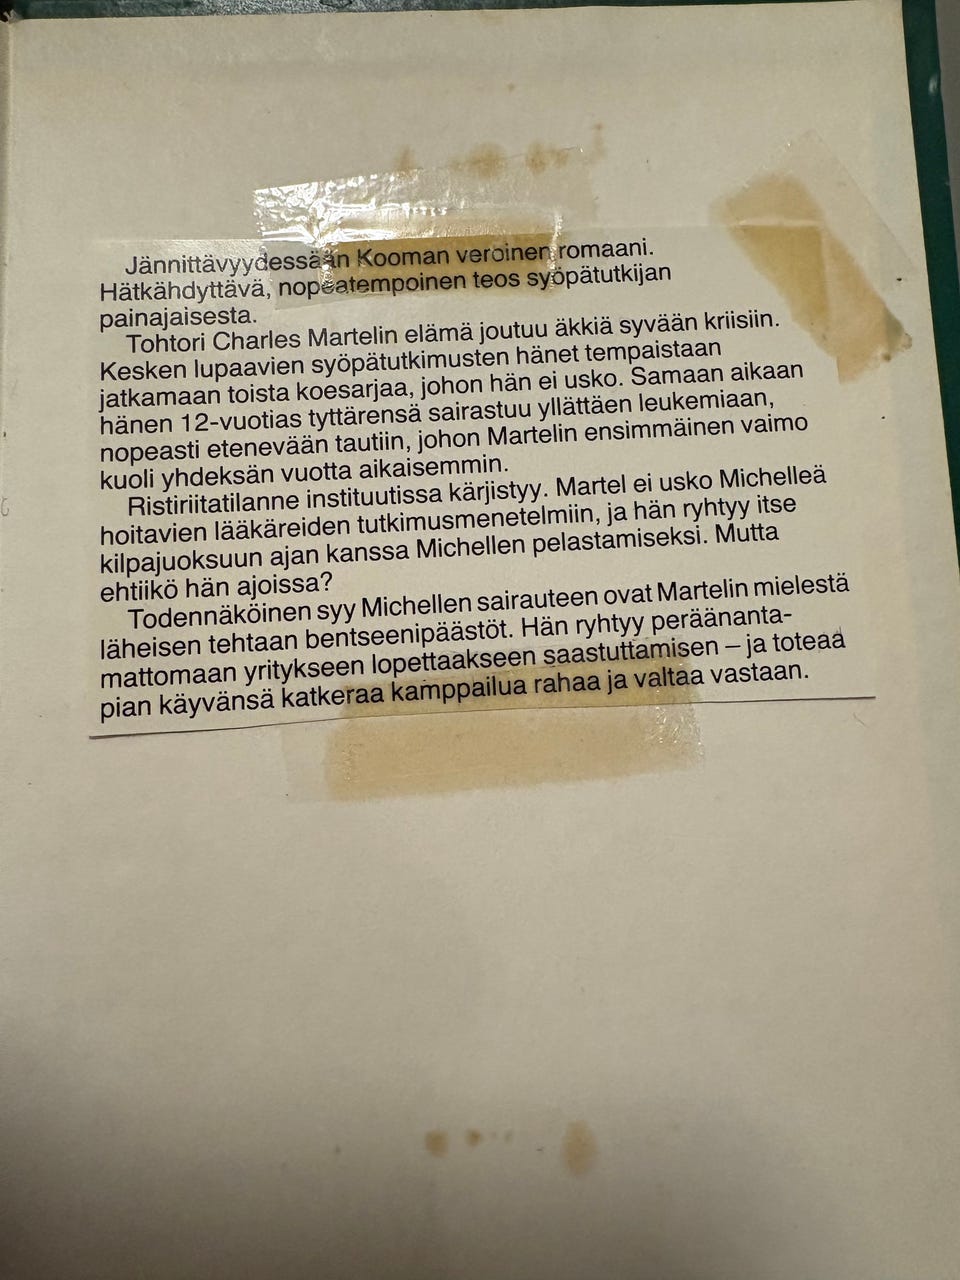 Jännittävyydessään Kooman veroinen romaani.
Hätkähdyttävä, nopeatempoinen teos syöpätutkijan
painajaisesta.
Tohtori Charles Martelin elämä joutuu äkkiä syvään kriisiin.
Kesken lupaavien syöpätutkimusten hänet tempaistaan
jatkamaan toista koesarjaa, johon hän ei usko. Samaan aikaan
hänen 12-vuotias tyttärensä sairastuu yllättäen leukemiaan,
nopeasti etenevään tautiin, johon Martelin ensimmäinen vaimo
kuoli yhdeksän vuotta aikaisemmin.
Ristiriitatilanne instituutissa kärjistyy. Martel ei usko Michelleä
hoitavien lääkäreiden tutkimusmenetelmiin, ja hän ryhtyy itse
kilpajuoksuun ajan kanssa Michellen pelastamiseksi. Mutta
ehtiikö hän ajoissa?
Todennäköinen syy Michellen sairauteen ovat Martelin mielestä
läheisen tehtaan bentseenipäästöt. Hän ryhtyy peräänanta-
mattomaan yritykseen lopettaakseen saastuttamisen – ja toteaa
pian käyvänsä katkeraa kamppailua rahaa ja valtaa vastaan.